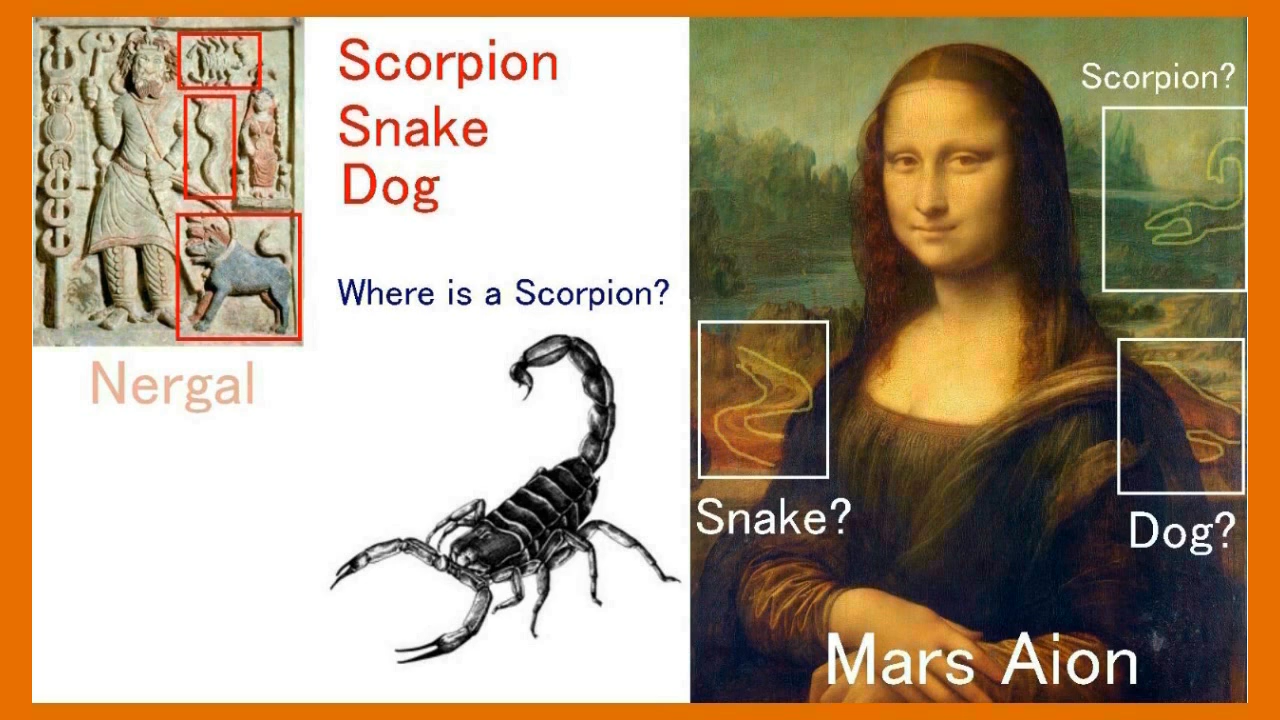 Scorpion
Snake
Dog
Where is a Scorpion?
Nergal
Scorpion?
Snake?
Dog?
Mars Aion